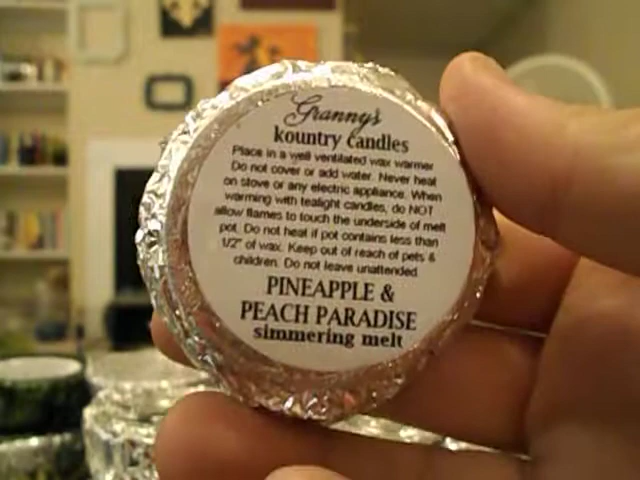 Granny's
kountry candles
Place in a well ventilated wax warmer
Do not cover or add water. Never heat
on stove or any electric appliance. When
warming with tealight candles, do NOT
allow flames to touch the underside of melt
pot. Do not heat if pot contains less than
1/2" of wax. Keep out of reach of pets &
children. Do not leave unattended
PINEAPPLE &
PEACH PARADISE
simmering melt